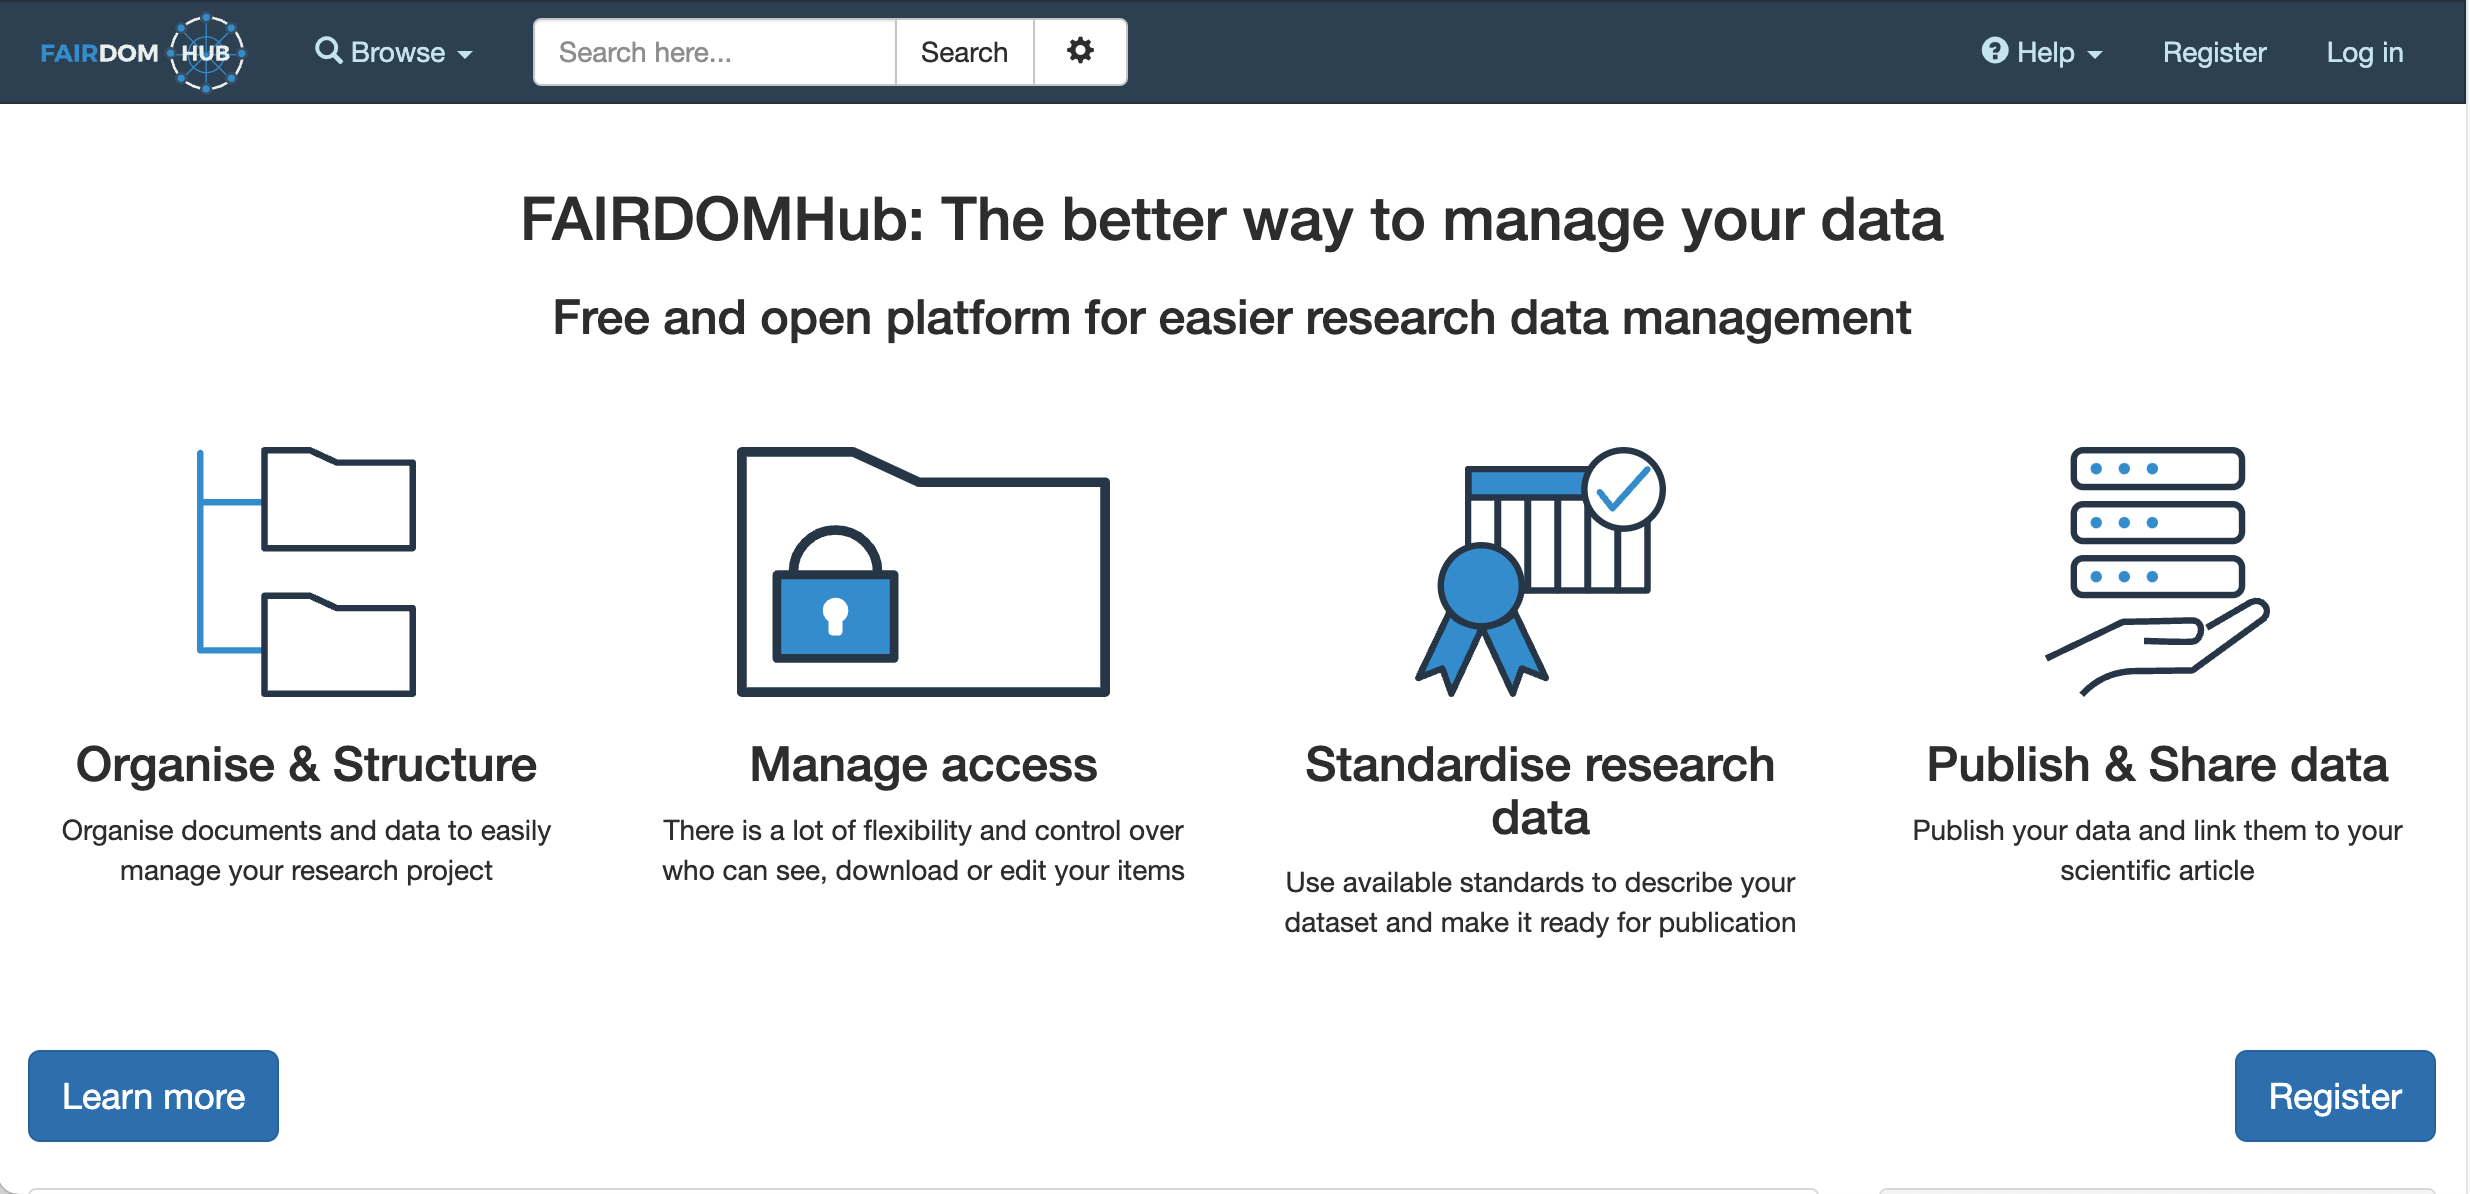 FAIRDOM HUB
Browse
Search here...
Search
Help
Register
Log in
FAIRDOMHub: The better way to manage your data
Free and open platform for easier research data management
Organise & Structure
Organise documents and data to easily
manage your research project
Manage access
There is a lot of flexibility and control over
who can see, download or edit your items
Standardise research
data
Use available standards to describe your
dataset and make it ready for publication
Publish & Share data
Publish your data and link them to your
scientific article
Learn more
Register